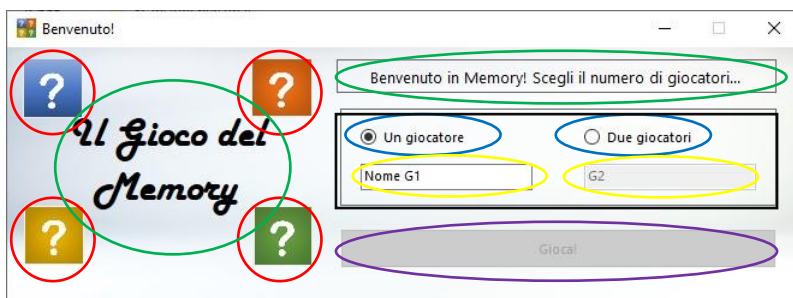 Benvenuto!
? ?
Il Gioco del
Memory
? ?
Benvenuto in Memory! Scegli il numero di giocatori...
Un giocatore Due giocatori
Nome G1 G2
Gioca!